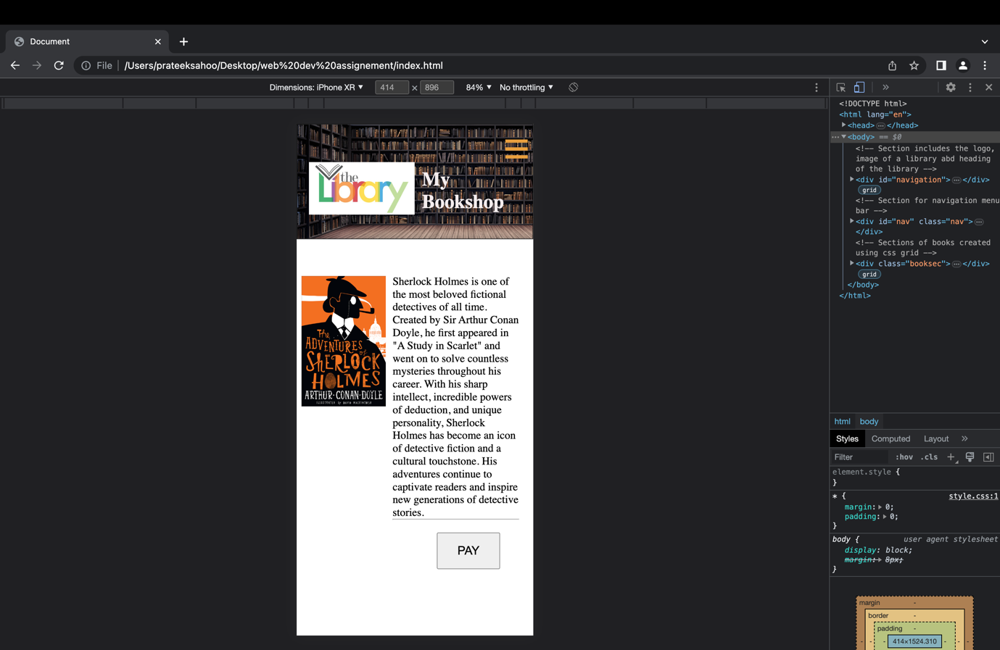 Document
File
/Users/prateeksahoo/Desktop/web%20dev%20assignement/index.html
Dimensions: iPhone XR ▼ 414 × 896 84% ▼ No throttling ▼
the
Library
My
Bookshop
The
ADVENTURES
of
SHERLOCK
HOLMES
ARTHUR·CONAN·DOYLE
Sherlock Holmes is one of
the most beloved fictional
detectives of all time.
Created by Sir Arthur Conan
Doyle, he first appeared in
"A Study in Scarlet" and
went on to solve countless
mysteries throughout his
career. With his sharp
intellect, incredible powers
of deduction, and unique
personality, Sherlock
Holmes has become an icon
of detective fiction and a
cultural touchstone. His
adventures continue to
captivate readers and inspire
new generations of detective
stories.
PAY
<!DOCTYPE html>
<html lang="en">
<head> ⋯ </head>
<body> == $0
<!-- Section includes the logo,
image of a library abd heading
of the library -->
<div id="navigation"> ⋯ </div>
grid
<!-- Section for navigation menu
bar -->
<div id="nav" class="nav"> ⋯
</div>
<!-- Sections of books created
using css grid -->
<div class="booksec"> ⋯ </div>
grid
</body>
</html>
html body
Styles Computed Layout »
Filter :hov .cls
element.style {
}
* { style.css:1
margin: 0;
padding: 0;
}
body { user agent stylesheet
display: block;
margin: 8px;
}
margin -
border -
padding -
- - - 414×1524.310 - - -